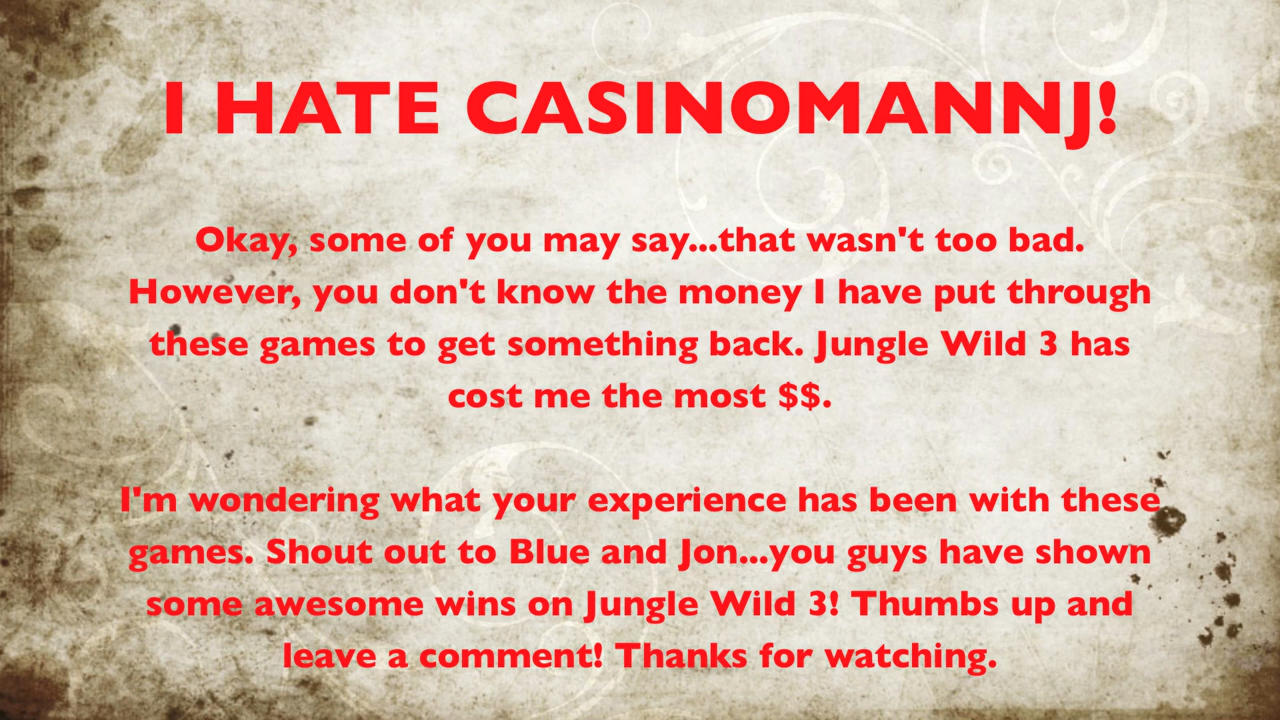 I HATE CASINOMANNJ!
Okay, some of you may say...that wasn't too bad.
However, you don't know the money I have put through
these games to get something back. Jungle Wild 3 has
cost me the most $$.
I'm wondering what your experience has been with these
games. Shout out to Blue and Jon...you guys have shown
some awesome wins on Jungle Wild 3! Thumbs up and
leave a comment! Thanks for watching.